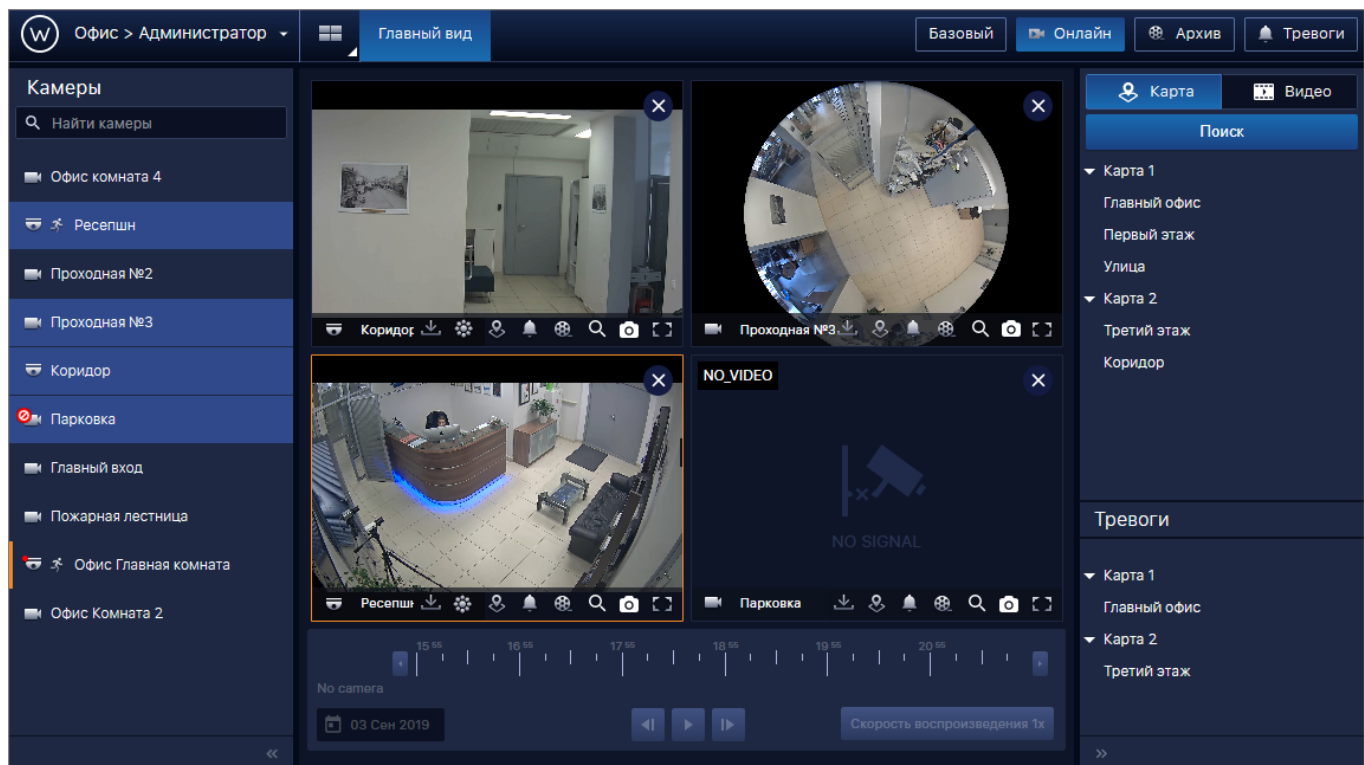 W Офис > Администратор
Главный вид
Базовый
Онлайн
Архив
Тревоги
Камеры
Найти камеры
Офис комната 4
Ресепшн
Проходная №2
Проходная №3
Коридор
Парковка
Главный вход
Пожарная лестница
Офис Главная комната
Офис Комната 2
Коридор
Проходная №3
Ресепшн
NO_VIDEO
NO SIGNAL
Парковка
15 55 16 55 17 55 18 55 19 55 20 55
No camera
03 Сен 2019
Скорость воспроизведения 1x
Карта
Видео
Поиск
Карта 1
Главный офис
Первый этаж
Улица
Карта 2
Третий этаж
Коридор
Тревоги
Карта 1
Главный офис
Карта 2
Третий этаж